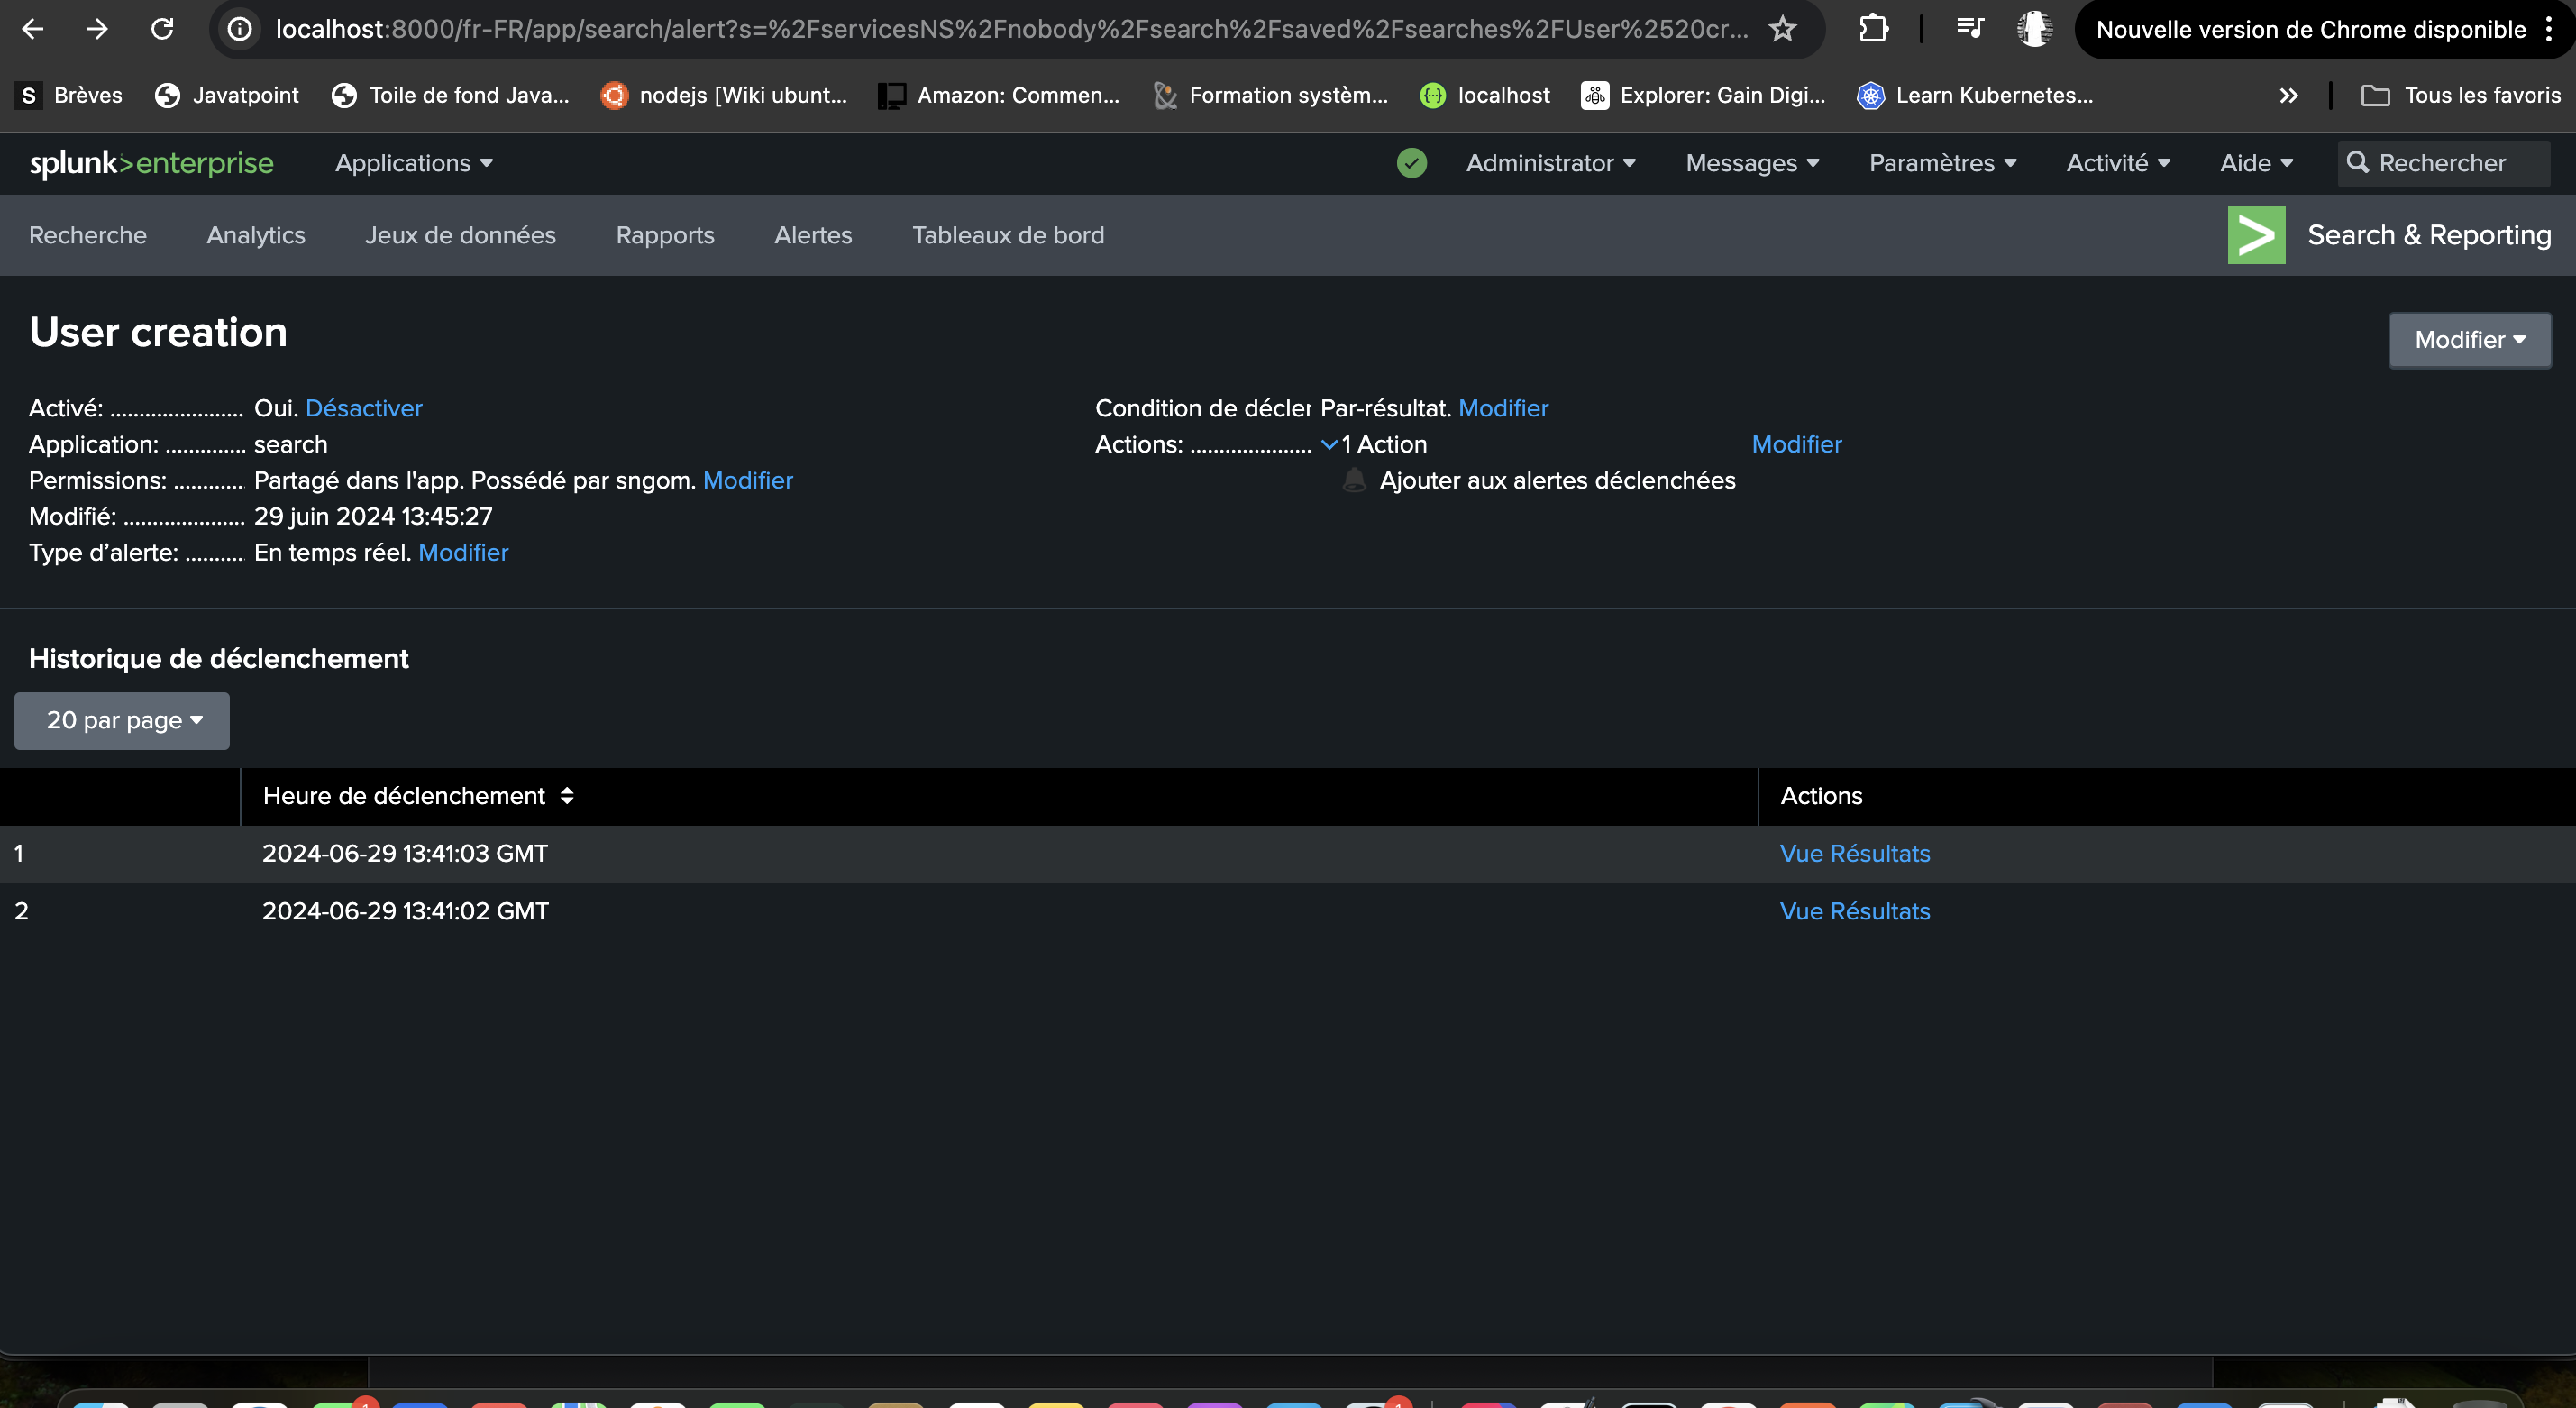 localhost:8000/fr-FR/app/search/alert?s=%2FservicesNS%2Fnobody%2Fsearch%2Fsaved%2Fsearches%2FUser%2520cr...
Nouvelle version de Chrome disponible
S Brèves Javatpoint Toile de fond Java... nodejs [Wiki ubunt... Amazon: Commen... Formation systèm... localhost Explorer: Gain Digi... Learn Kubernetes... Tous les favoris
splunk>enterprise Applications Administrator Messages Paramètres Activité Aide Rechercher
Recherche Analytics Jeux de données Rapports Alertes Tableaux de bord Search & Reporting
User creation
Modifier
Activé: ....................... Oui. Désactiver
Application: .............. search
Permissions: ............ Partagé dans l'app. Possédé par sngom. Modifier
Modifié: ..................... 29 juin 2024 13:45:27
Type d’alerte: .......... En temps réel. Modifier
Condition de décler Par-résultat. Modifier
Actions: ..................... 1 Action Modifier
Ajouter aux alertes déclenchées
Historique de déclenchement
20 par page
Heure de déclenchement Actions
1 2024-06-29 13:41:03 GMT Vue Résultats
2 2024-06-29 13:41:02 GMT Vue Résultats